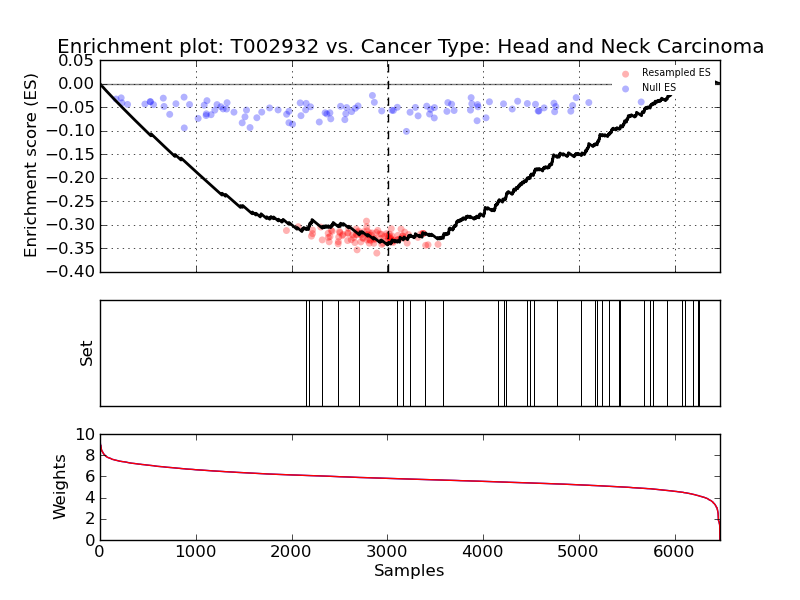 Enrichment plot: T002932 vs. Cancer Type: Head and Neck Carcinoma
Enrichment score (ES)
0.05
0.00
−0.05
−0.10
−0.15
−0.20
−0.25
−0.30
−0.35
−0.40
Resampled ES
Null ES
Set
Weights
10
8
6
4
2
0
0 1000 2000 3000 4000 5000 6000
Samples